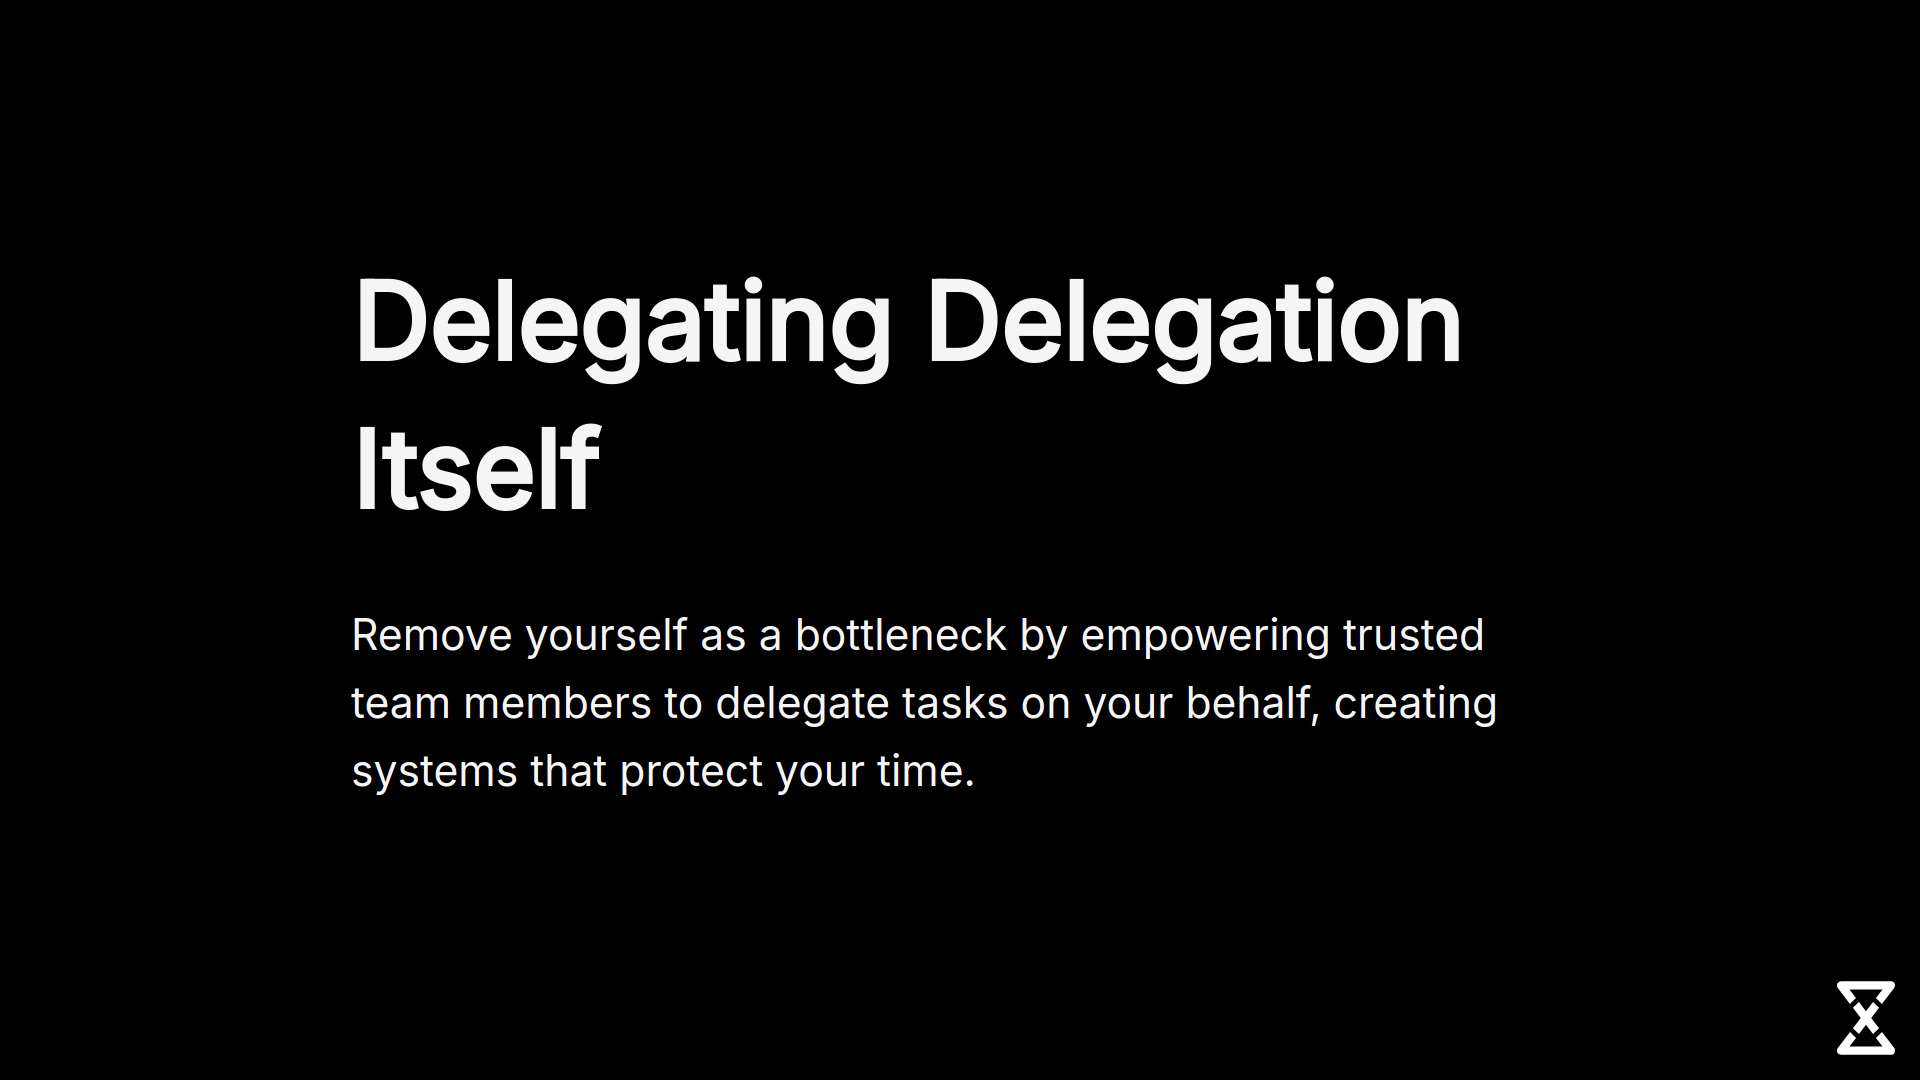 Delegating Delegation
Itself
Remove yourself as a bottleneck by empowering trusted
team members to delegate tasks on your behalf, creating
systems that protect your time.